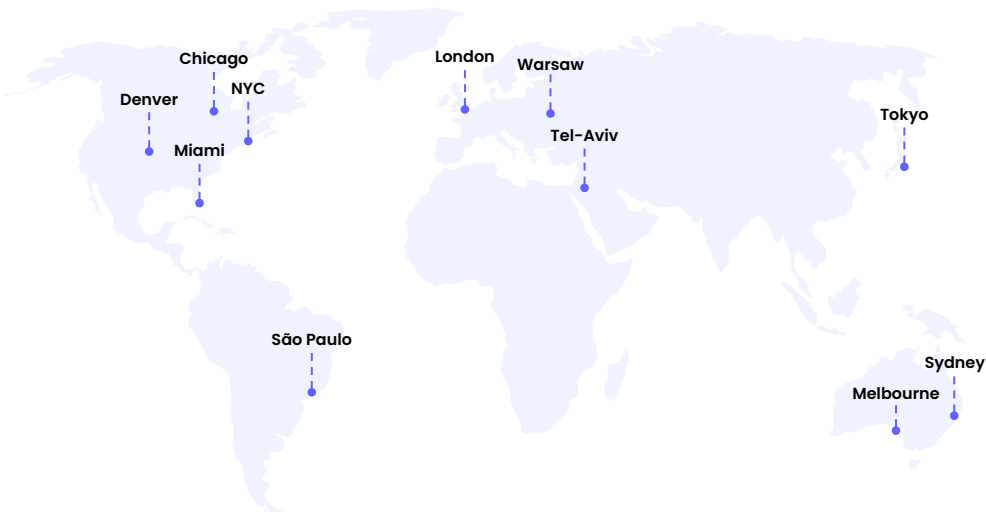 London
Chicago
Warsaw
NYC
Denver
Tokyo
Tel-Aviv
Miami
São Paulo
Sydney
Melbourne